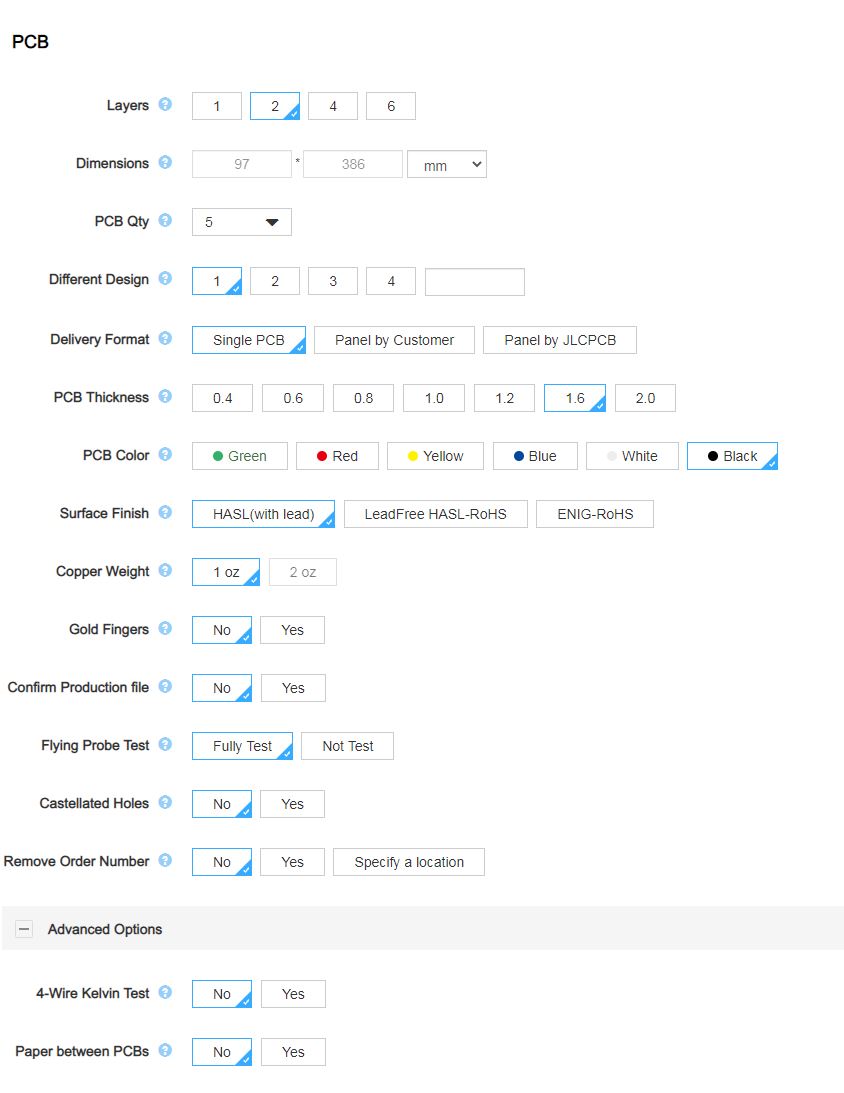 PCB
Layers ? 1 2 4 6
Dimensions ? 97 * 386 mm
PCB Qty ? 5
Different Design ? 1 2 3 4
Delivery Format ? Single PCB Panel by Customer Panel by JLCPCB
PCB Thickness ? 0.4 0.6 0.8 1.0 1.2 1.6 2.0
PCB Color ? Green Red Yellow Blue White Black
Surface Finish ? HASL(with lead) LeadFree HASL-RoHS ENIG-RoHS
Copper Weight ? 1 oz 2 oz
Gold Fingers ? No Yes
Confirm Production file ? No Yes
Flying Probe Test ? Fully Test Not Test
Castellated Holes ? No Yes
Remove Order Number ? No Yes Specify a location
Advanced Options
4-Wire Kelvin Test ? No Yes
Paper between PCBs ? No Yes